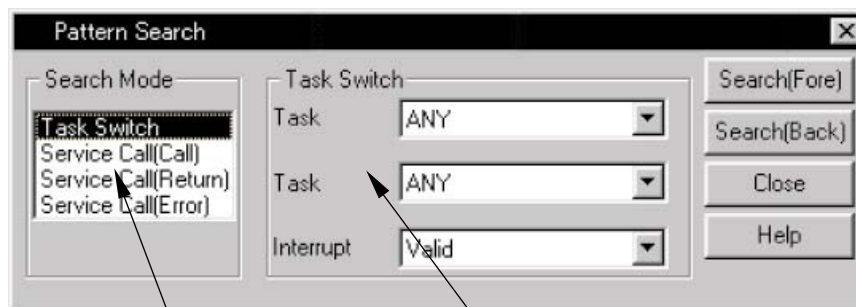 Pattern Search
Search Mode
Task Switch
Service Call(Call)
Service Call(Return)
Service Call(Error)
Task Switch
Task ANY
Task ANY
Interrupt Valid
Search(Fore)
Search(Back)
Close
Help